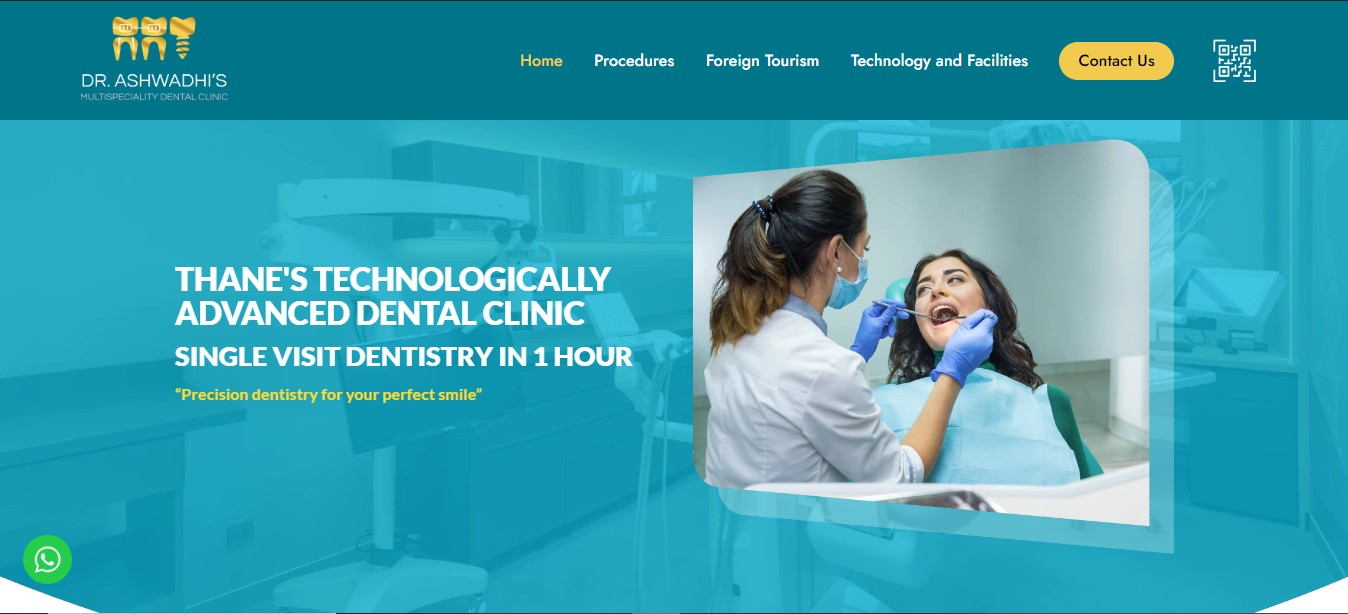 DR. ASHWADHI'S
MULTISPECIALITY DENTAL CLINIC
Home Procedures Foreign Tourism Technology and Facilities Contact Us
THANE'S TECHNOLOGICALLY
ADVANCED DENTAL CLINIC
SINGLE VISIT DENTISTRY IN 1 HOUR
“Precision dentistry for your perfect smile”